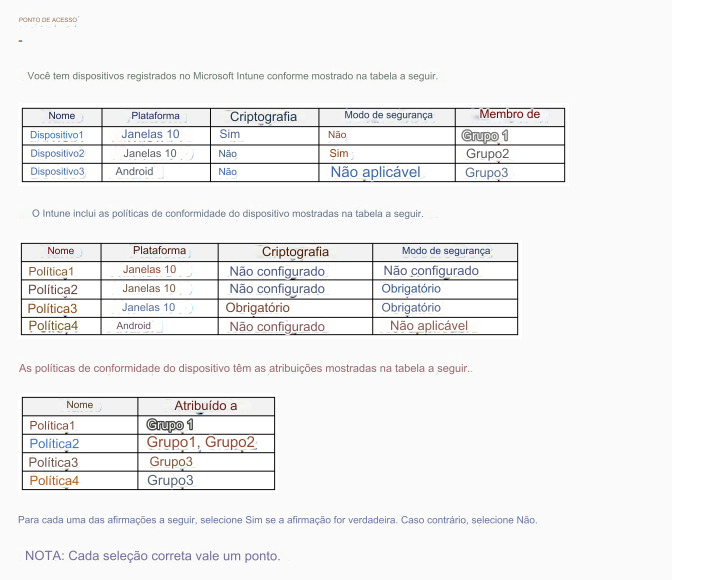 PONTO DE ACESSO
-
Você tem dispositivos registrados no Microsoft Intune conforme mostrado na tabela a seguir.
Nome Plataforma Criptografia Modo de segurança Membro de
Dispositivo1 Janelas 10 Sim Não Grupo 1
Dispositivo2 Janelas 10 Não Sim Grupo2
Dispositivo3 Android Não Não aplicável Grupo3
O Intune inclui as políticas de conformidade do dispositivo mostradas na tabela a seguir.
Nome Plataforma Criptografia Modo de segurança
Política1 Janelas 10 Não configurado Não configurado
Política2 Janelas 10 Não configurado Obrigatório
Política3 Janelas 10 Obrigatório Obrigatório
Política4 Android Não configurado Não aplicável
As políticas de conformidade do dispositivo têm as atribuições mostradas na tabela a seguir..
Nome Atribuído a
Política1 Grupo 1
Política2 Grupo1, Grupo2
Política3 Grupo3
Política4 Grupo3
Para cada uma das afirmações a seguir, selecione Sim se a afirmação for verdadeira. Caso contrário, selecione Não.
NOTA: Cada seleção correta vale um ponto.